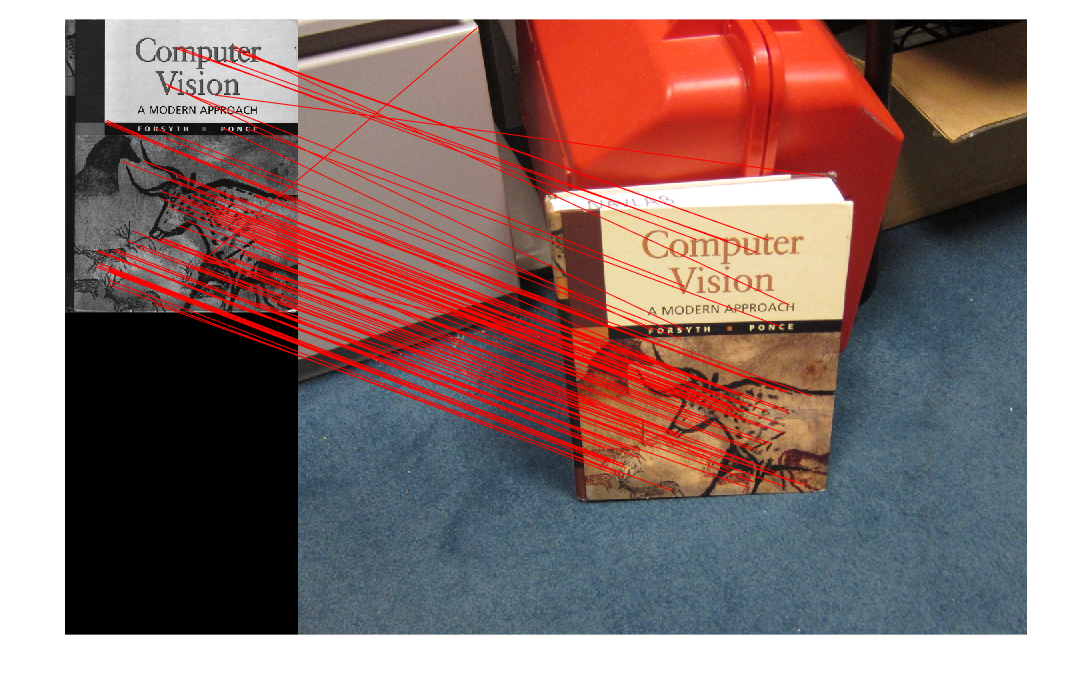 Computer
Vision
A MODERN APPROACH
FORSYTH ■ PONCE
Computer
Vision
A MODERN APPROACH
FORSYTH ■ PONCE